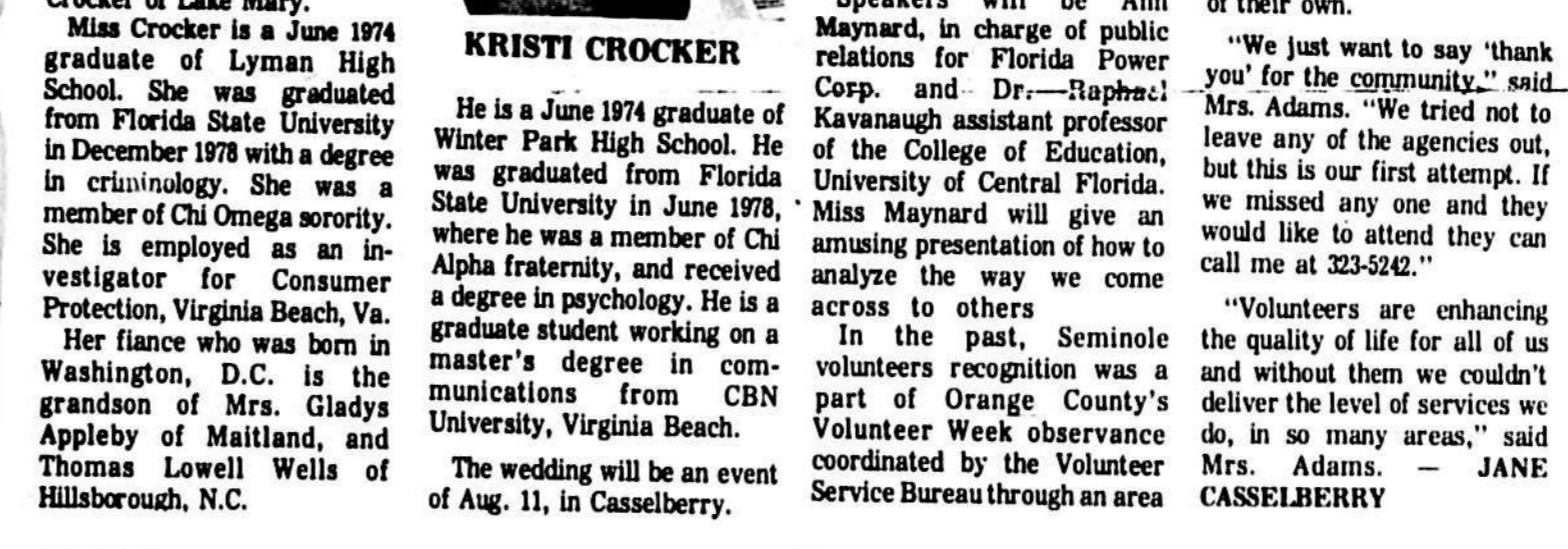 Crocker of Lake Mary.
Miss Crocker is a June 1974
graduate of Lyman High
School. She was graduated
from Florida State University
in December 1978 with a degree
in criminology. She was a
member of Chi Omega sorority.
She is employed as an in-
vestigator for Consumer
Protection, Virginia Beach, Va.
Her fiance who was born in
Washington, D.C. is the
grandson of Mrs. Gladys
Appleby of Maitland, and
Thomas Lowell Wells of
Hillsborough, N.C.
KRISTI CROCKER
He is a June 1974 graduate of
Winter Park High School. He
was graduated from Florida
State University in June 1978,
where he was a member of Chi
Alpha fraternity, and received
a degree in psychology. He is a
graduate student working on a
master's degree in com-
munications from CBN
University, Virginia Beach.
The wedding will be an event
of Aug. 11, in Casselberry.
Speakers will be Ann
Maynard, in charge of public
relations for Florida Power
Corp. and Dr. Raphael
Kavanaugh assistant professor
of the College of Education,
University of Central Florida.
Miss Maynard will give an
amusing presentation of how to
analyze the way we come
across to others
In the past, Seminole
volunteers recognition was a
part of Orange County's
Volunteer Week observance
coordinated by the Volunteer
Service Bureau through an area
of their own.
"We just want to say 'thank
you' for the community," said
Mrs. Adams. "We tried not to
leave any of the agencies out,
but this is our first attempt. If
we missed any one and they
would like to attend they can
call me at 323-5242."
"Volunteers are enhancing
the quality of life for all of us
and without them we couldn't
deliver the level of services we
do, in so many areas," said
Mrs. Adams. — JANE
CASSELBERRY